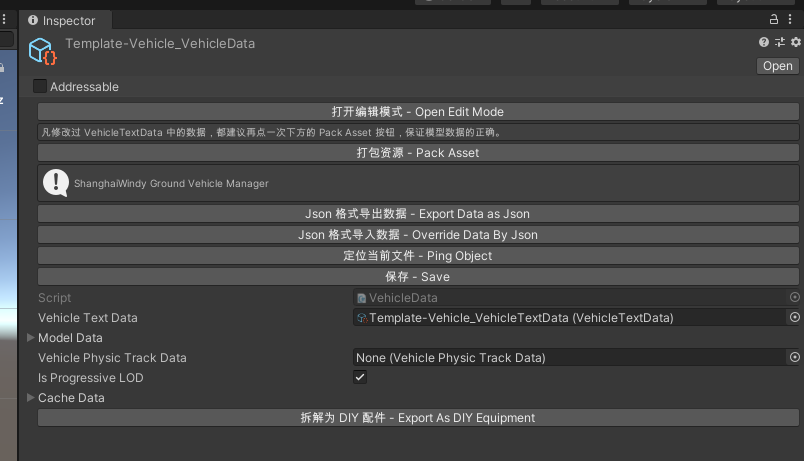 Inspector
Template-Vehicle_VehicleData
Open
Addressable
打开编辑模式 - Open Edit Mode
凡修改过 VehicleTextData 中的数据，都建议再点一次下方的 Pack Asset 按钮，保证模型数据的正确。
打包资源 - Pack Asset
ShanghaiWindy Ground Vehicle Manager
Json 格式导出数据 - Export Data as Json
Json 格式导入数据 - Override Data By Json
定位当前文件 - Ping Object
保存 - Save
Script VehicleData
Vehicle Text Data Template-Vehicle_VehicleTextData (VehicleTextData)
Model Data
Vehicle Physic Track Data None (Vehicle Physic Track Data)
Is Progressive LOD
Cache Data
拆解为 DIY 配件 - Export As DIY Equipment